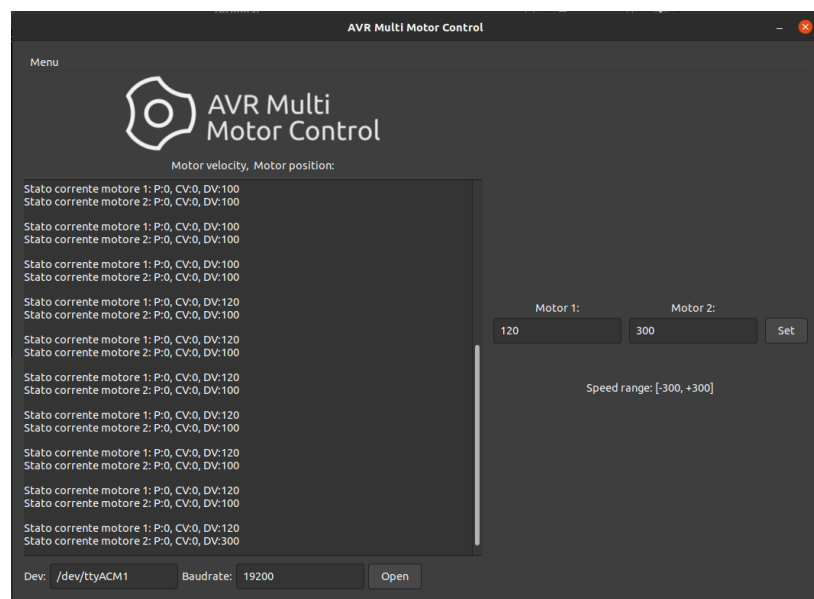 AVR Multi Motor Control
Menu
AVR Multi
Motor Control
Motor velocity, Motor position:
Stato corrente motore 1: P:0, CV:0, DV:100
Stato corrente motore 2: P:0, CV:0, DV:100
Stato corrente motore 1: P:0, CV:0, DV:100
Stato corrente motore 2: P:0, CV:0, DV:100
Stato corrente motore 1: P:0, CV:0, DV:100
Stato corrente motore 2: P:0, CV:0, DV:100
Stato corrente motore 1: P:0, CV:0, DV:120
Stato corrente motore 2: P:0, CV:0, DV:100
Stato corrente motore 1: P:0, CV:0, DV:120
Stato corrente motore 2: P:0, CV:0, DV:100
Stato corrente motore 1: P:0, CV:0, DV:120
Stato corrente motore 2: P:0, CV:0, DV:100
Stato corrente motore 1: P:0, CV:0, DV:120
Stato corrente motore 2: P:0, CV:0, DV:100
Stato corrente motore 1: P:0, CV:0, DV:120
Stato corrente motore 2: P:0, CV:0, DV:100
Stato corrente motore 1: P:0, CV:0, DV:120
Stato corrente motore 2: P:0, CV:0, DV:100
Stato corrente motore 1: P:0, CV:0, DV:120
Stato corrente motore 2: P:0, CV:0, DV:300
Motor 1: Motor 2:
120 300 Set
Speed range: [-300, +300]
Dev: /dev/ttyACM1 Baudrate: 19200 Open